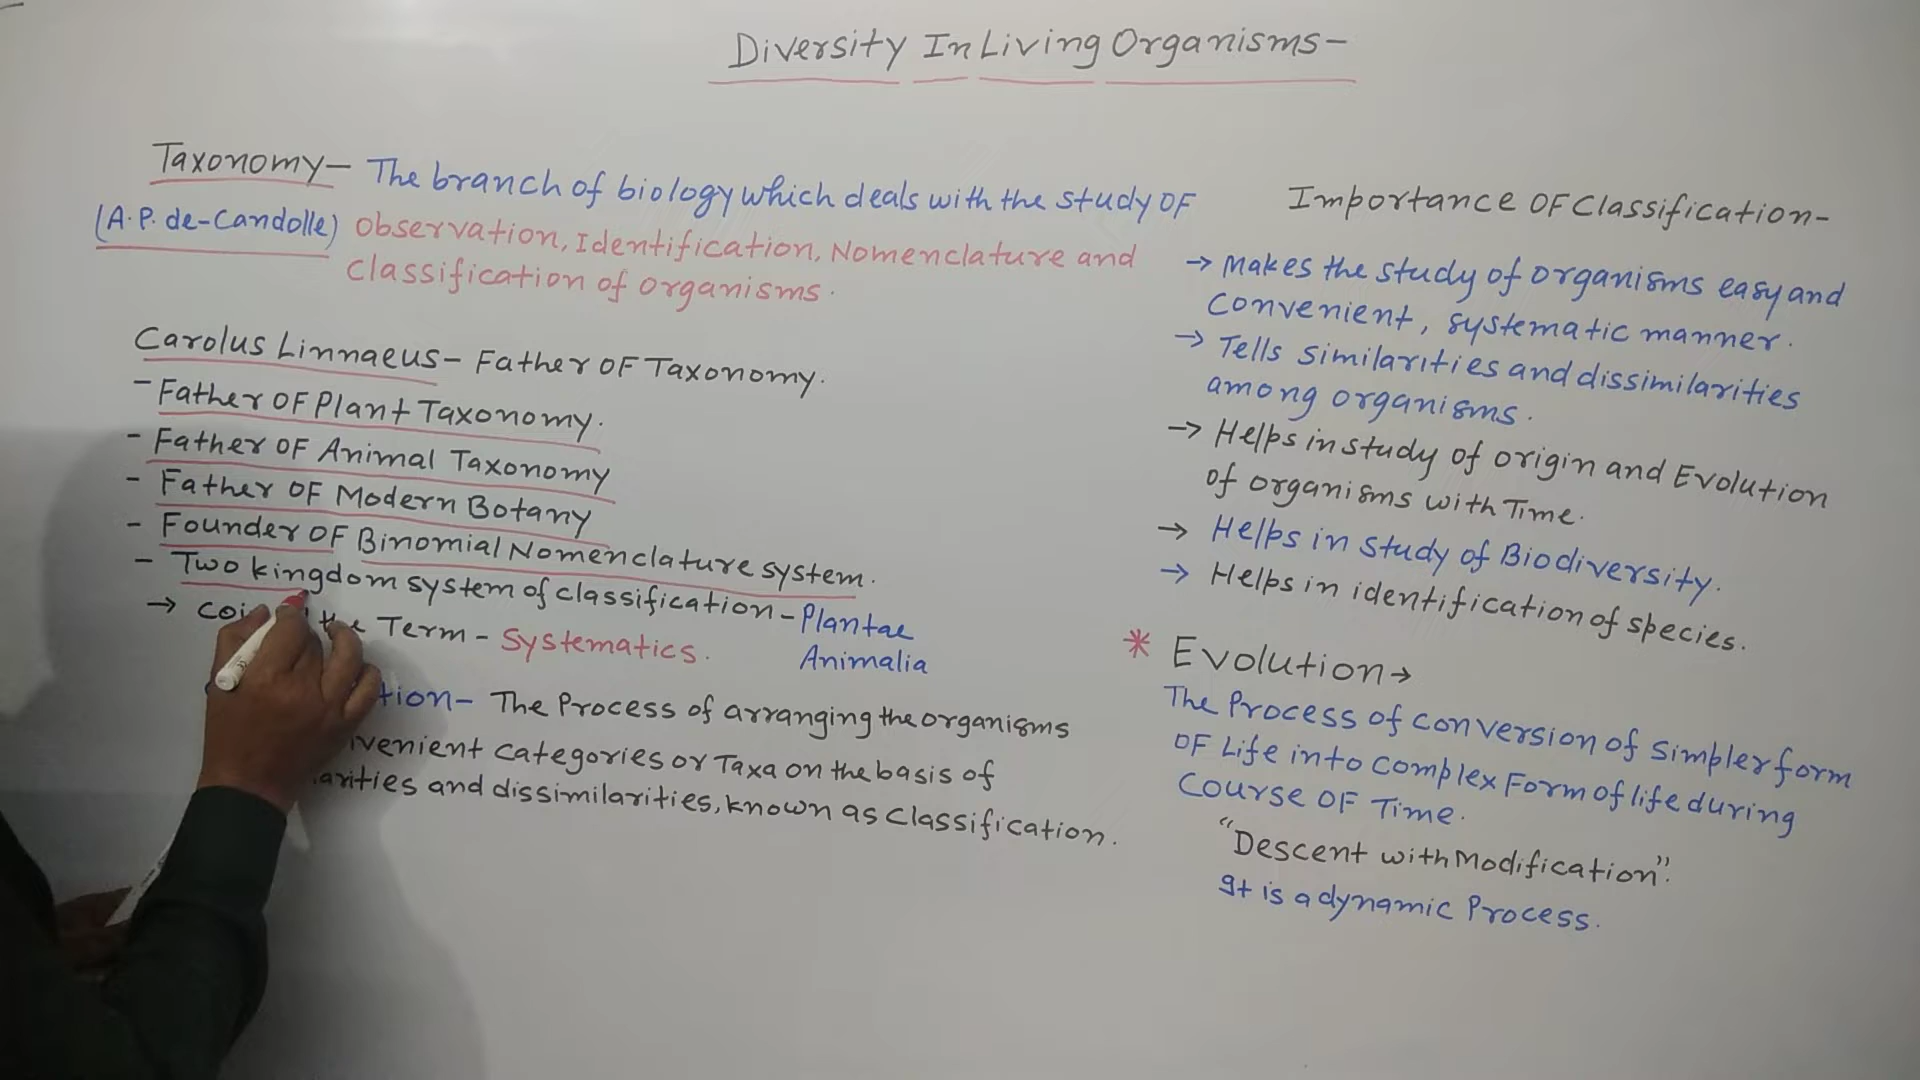 Diversity In Living Organisms-
Taxonomy- The branch of biology which deals with the study OF
(A.P. de-Candolle) Observation, Identification, Nomenclature and
Classification of organisms.
Carolus Linnaeus- Father OF Taxonomy.
- Father OF Plant Taxonomy.
- Father OF Animal Taxonomy
- Father OF Modern Botany
- Founder OF Binomial Nomenclature system.
- Two kingdom system of classification- Plantae
Animalia
→ the Term - Systematics.
The Process of arranging the organisms
categories or Taxa on the basis of
and dissimilarities, known as Classification.
Importance OF Classification-
→ Makes the study of organisms easy and
Convenient, systematic manner.
→ Tells similarities and dissimilarities
among organisms.
→ Helps in study of origin and Evolution
of organisms with Time.
→ Helps in study of Biodiversity.
→ Helps in identification of species.
* Evolution→
The Process of conversion of simpler form
OF Life into Complex Form of life during
Course OF Time.
"Descent with Modification".
It is a dynamic Process.